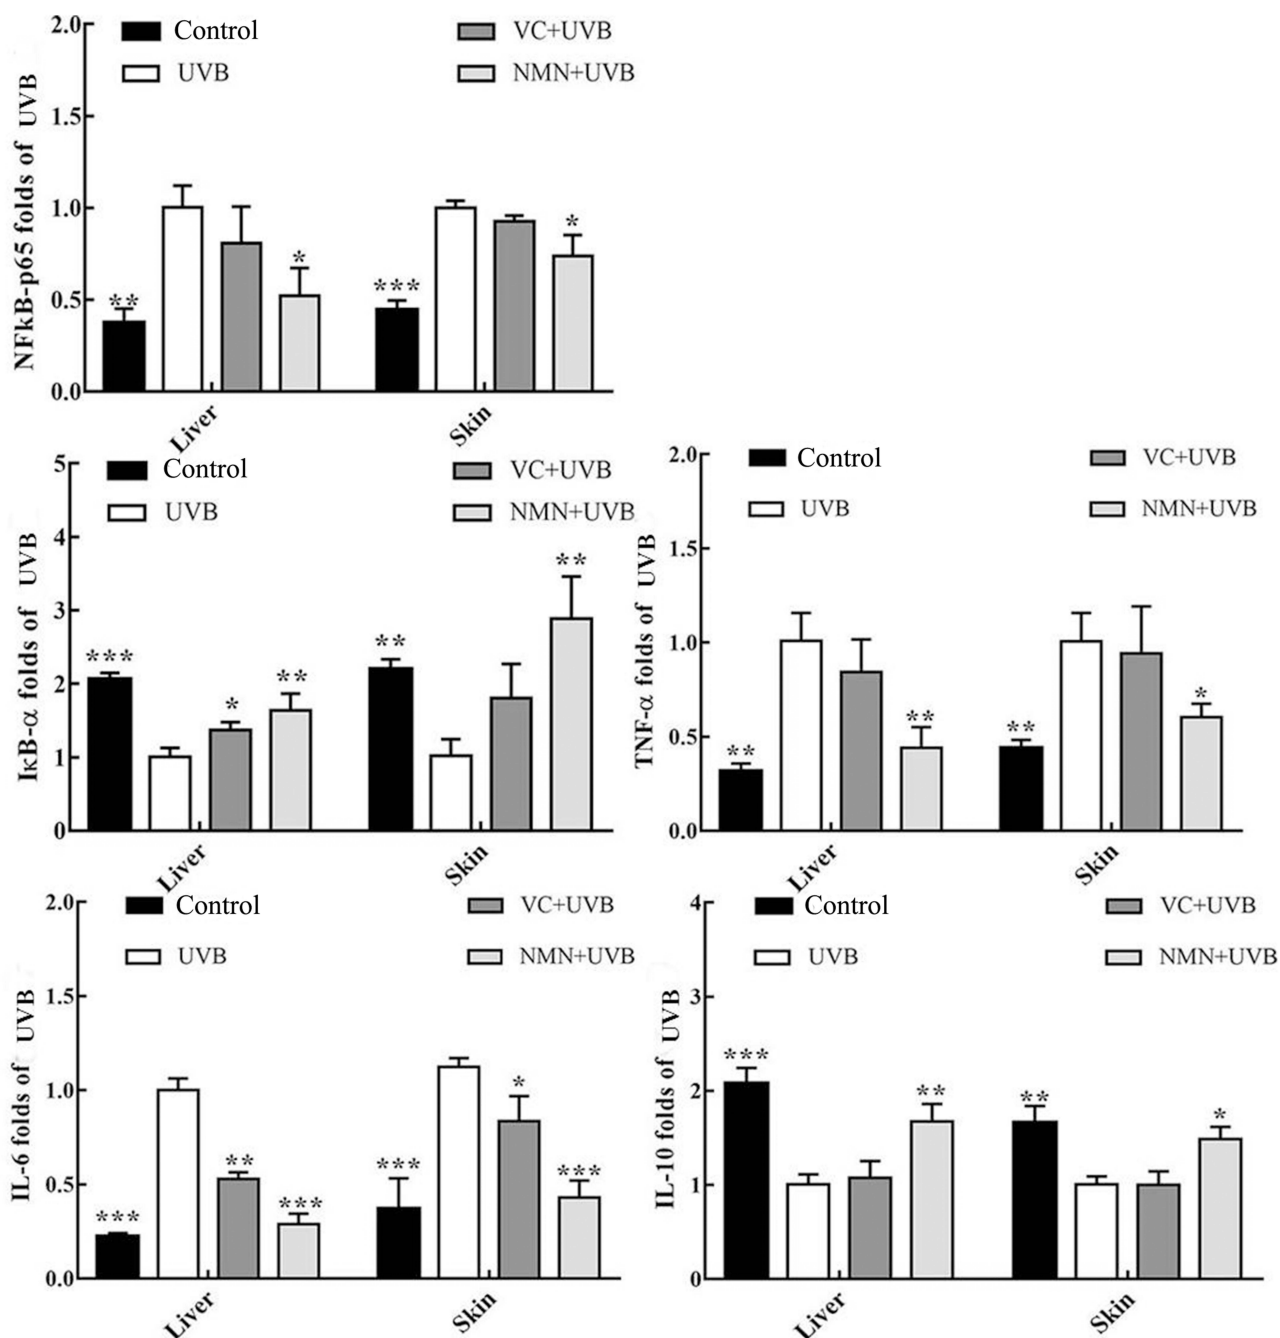 2.0
Control
VC+UVB
UVB
NMN+UVB
1.5
1.0
0.5
0.0
NFkB-p65 folds of UVB
**
*
***
*
Liver
Skin
5
Control
VC+UVB
UVB
NMN+UVB
4
3
2
1
0
IκB-α folds of UVB
***
*
**
**
**
Liver
Skin
2.0
Control
VC+UVB
UVB
NMN+UVB
1.5
1.0
0.5
0.0
TNF-α folds of UVB
**
**
**
*
Liver
Skin
2.0
Control
VC+UVB
UVB
NMN+UVB
1.5
1.0
0.5
0.0
IL-6 folds of UVB
***
**
***
***
*
***
Liver
Skin
4
Control
VC+UVB
UVB
NMN+UVB
3
2
1
0
IL-10 folds of UVB
***
**
**
*
Liver
Skin